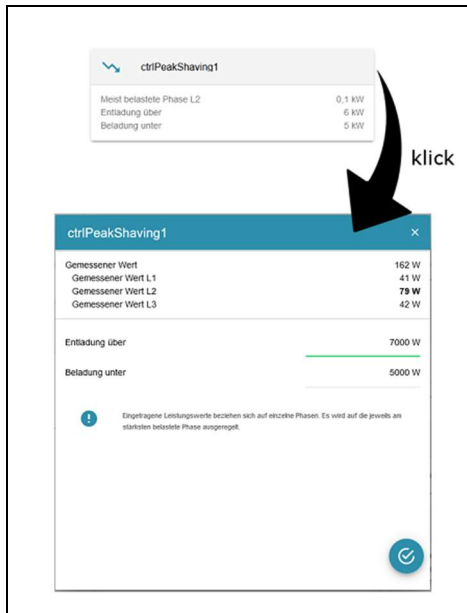 ctrlPeakShaving1
Meist belastete Phase L2 0,1 kW
Entladung über 6 kW
Beladung unter 5 kW
klick
ctrlPeakShaving1 ×
Gemessener Wert 162 W
Gemessener Wert L1 41 W
Gemessener Wert L2 79 W
Gemessener Wert L3 42 W
Entladung über 7000 W
Beladung unter 5000 W
Eingetragene Leistungswerte beziehen sich auf einzelne Phasen. Es wird auf die jeweils am
stärksten belastete Phase ausgeregelt.